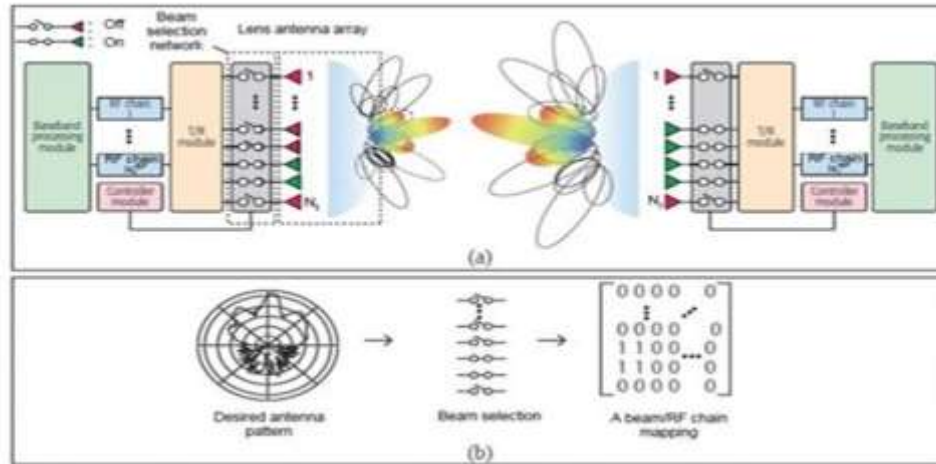 : Off
: On
Beam
selection
network
Lens antenna array
Baseband
processing
module
RF chain
1
RF chain
Controller
module
T/R
module
1
Nt
1
T/R
module
RF chain
1
RF chain
Controller
module
Baseband
processing
module
(a)
0 0 0 0 0
0 0 0 0 0
1 1 0 0 ... 0
1 1 0 0 0
0 0 0 0 0
Desired antenna
pattern
Beam selection
A beam/RF chain
mapping
(b)